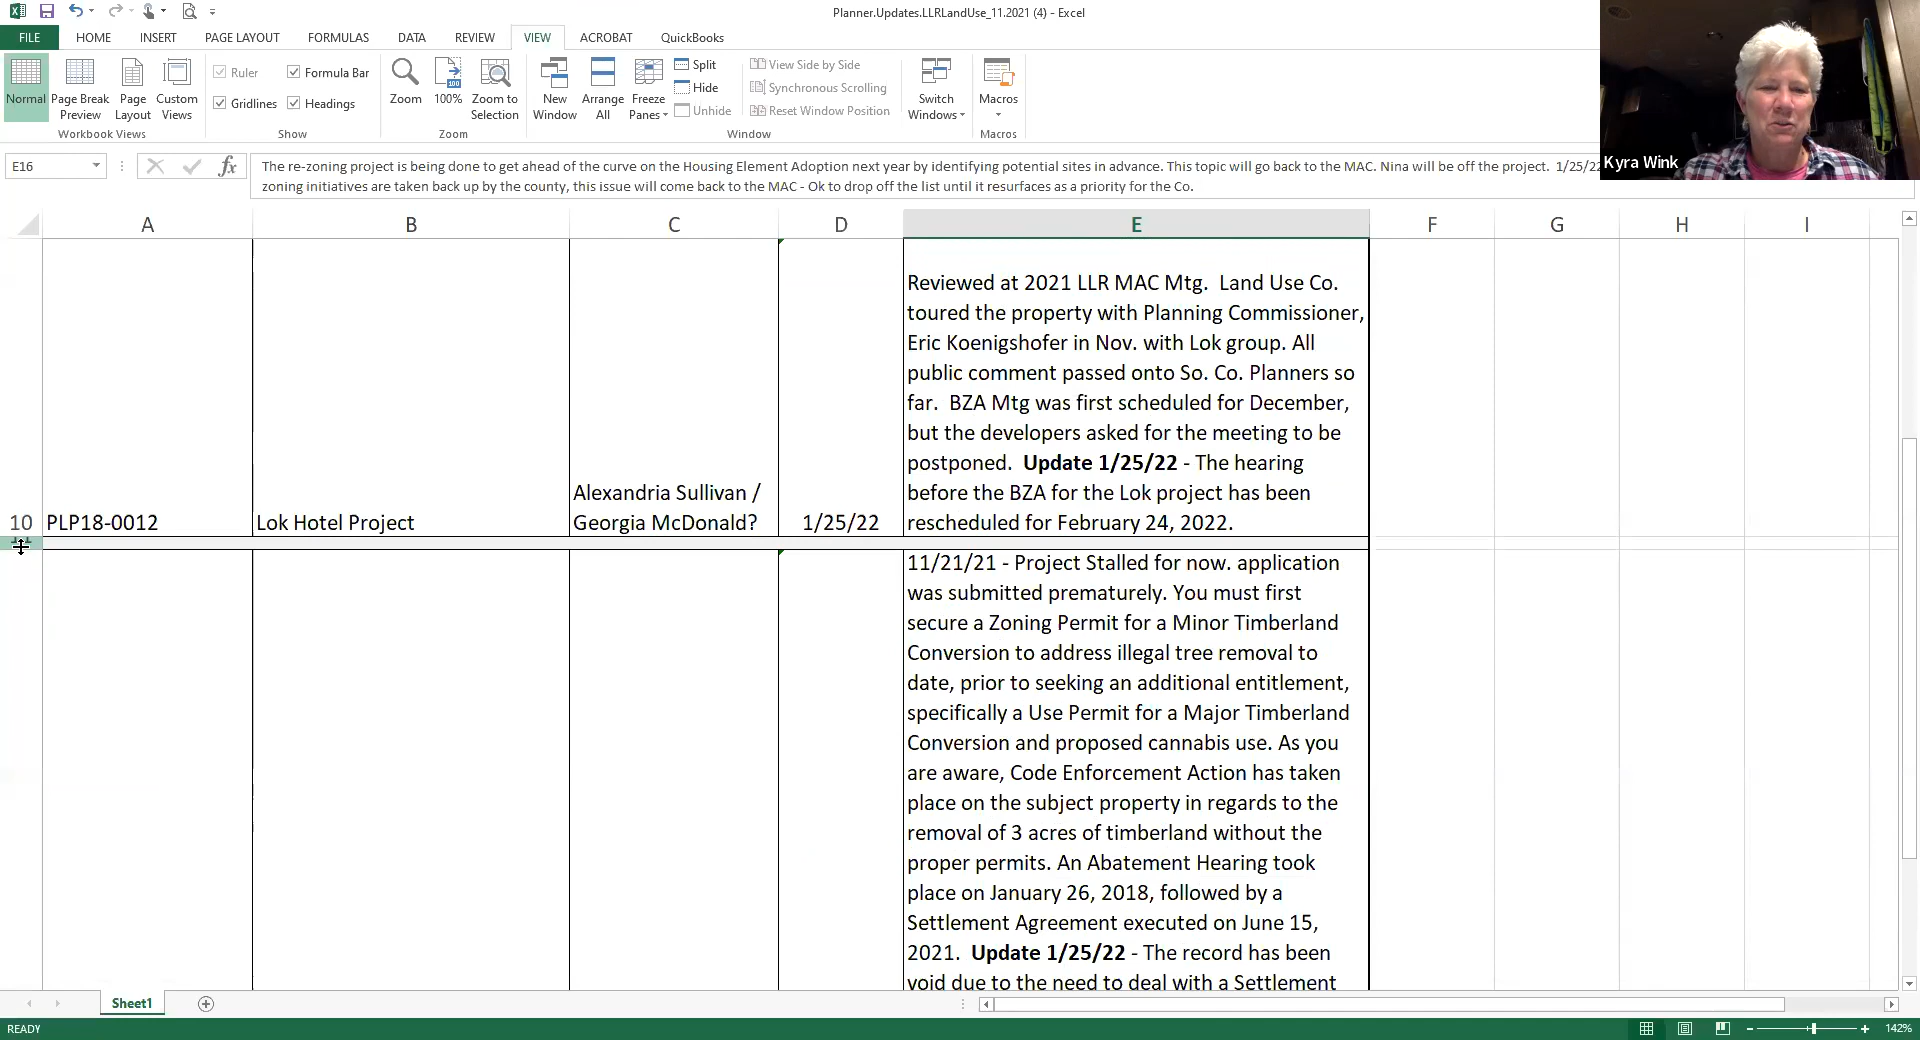 Planner.Updates.LLRLandUse_11.2021 (4) - Excel
FILE HOME INSERT PAGE LAYOUT FORMULAS DATA REVIEW VIEW ACROBAT QuickBooks
Normal
Page Break Preview
Page Layout
Custom Views
Workbook Views
Ruler
Formula Bar
Gridlines
Headings
Show
Zoom
100%
Zoom to Selection
Zoom
New Window
Arrange All
Freeze Panes
Split
Hide
Unhide
View Side by Side
Synchronous Scrolling
Reset Window Position
Window
Switch Windows
Macros
Macros
Kyra Wink
E16
fx
The re-zoning project is being done to get ahead of the curve on the Housing Element Adoption next year by identifying potential sites in advance. This topic will go back to the MAC. Nina will be off the project. 1/25/22
zoning initiatives are taken back up by the county, this issue will come back to the MAC - Ok to drop off the list until it resurfaces as a priority for the Co.
A B C D E F G H I
Reviewed at 2021 LLR MAC Mtg. Land Use Co.
toured the property with Planning Commissioner,
Eric Koenigshofer in Nov. with Lok group. All
public comment passed onto So. Co. Planners so
far. BZA Mtg was first scheduled for December,
but the developers asked for the meeting to be
postponed. Update 1/25/22 - The hearing
before the BZA for the Lok project has been
rescheduled for February 24, 2022.
10 PLP18-0012
Lok Hotel Project
Alexandria Sullivan /
Georgia McDonald?
1/25/22
11/21/21 - Project Stalled for now. application
was submitted prematurely. You must first
secure a Zoning Permit for a Minor Timberland
Conversion to address illegal tree removal to
date, prior to seeking an additional entitlement,
specifically a Use Permit for a Major Timberland
Conversion and proposed cannabis use. As you
are aware, Code Enforcement Action has taken
place on the subject property in regards to the
removal of 3 acres of timberland without the
proper permits. An Abatement Hearing took
place on January 26, 2018, followed by a
Settlement Agreement executed on June 15,
2021. Update 1/25/22 - The record has been
void due to the need to deal with a Settlement
Sheet1
READY
142%